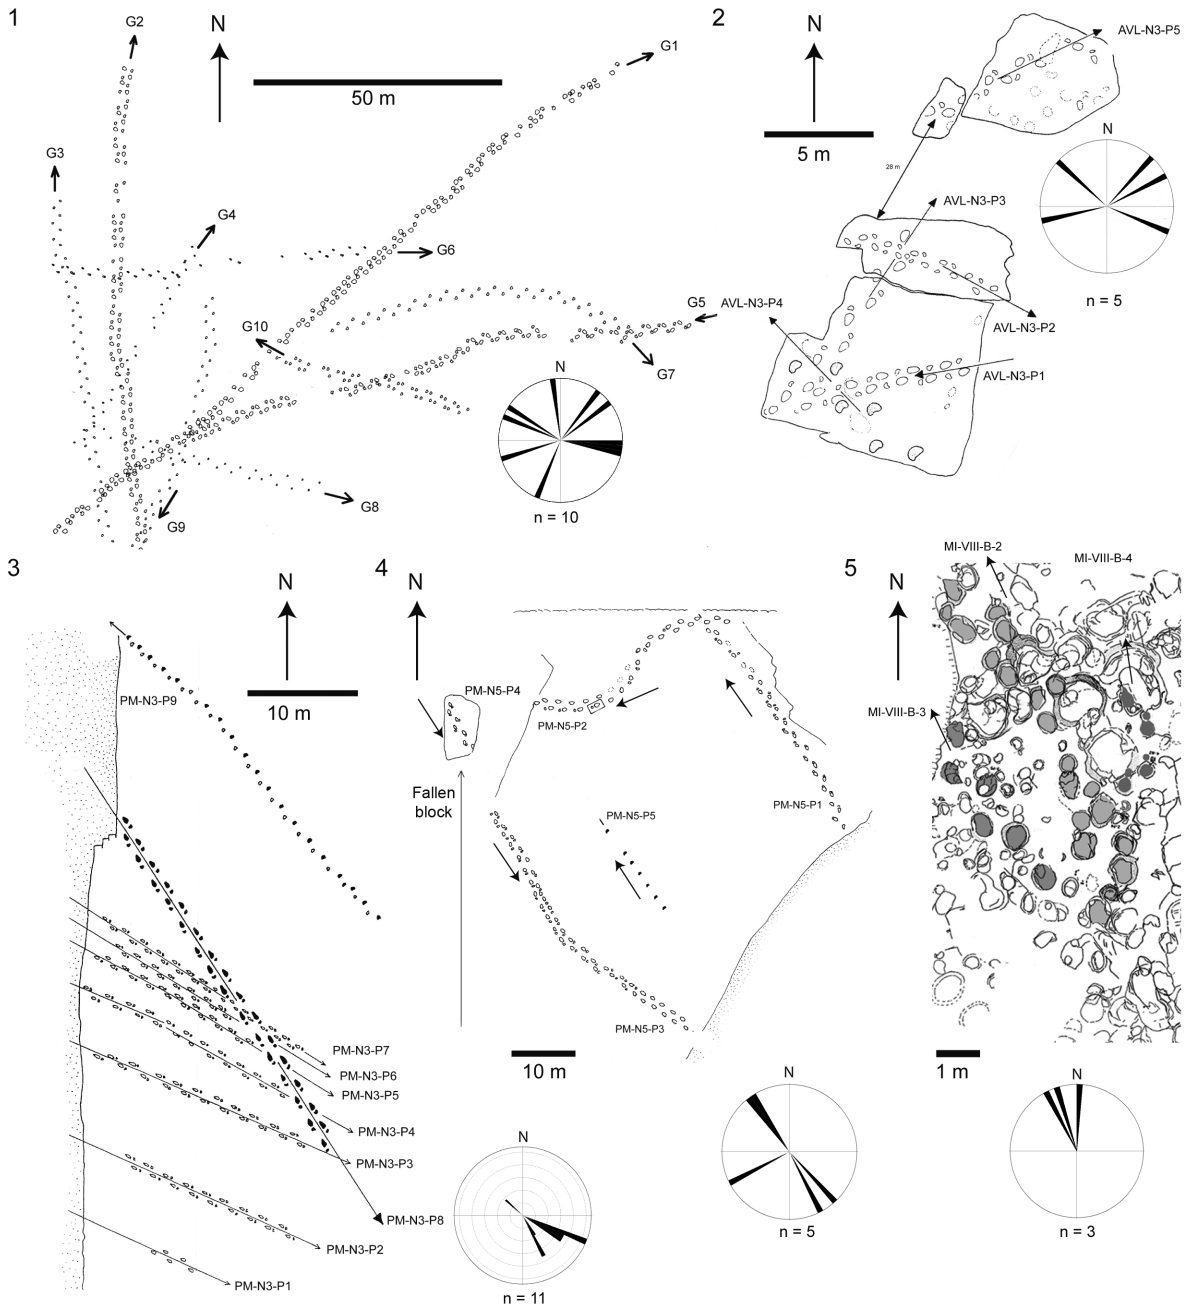 1
G2
N
G1
50 m
G3
G4
G6
G10
G5
G7
N
G8
G9
n = 10
2
N
AVL-N3-P5
5 m
28 m
N
AVL-N3-P3
n = 5
AVL-N3-P4
AVL-N3-P2
AVL-N3-P1
3
N
PM-N3-P9
10 m
PM-N3-P7
PM-N3-P6
PM-N3-P5
PM-N3-P4
PM-N3-P3
PM-N3-P8
PM-N3-P2
PM-N3-P1
N
n = 11
4
N
PM-N5-P4
PM-N5-P2
Fallen
block
PM-N5-P5
PM-N5-P1
PM-N5-P3
10 m
N
n = 5
5
MI-VIII-B-2
MI-VIII-B-4
N
MI-VIII-B-3
1 m
N
n = 3